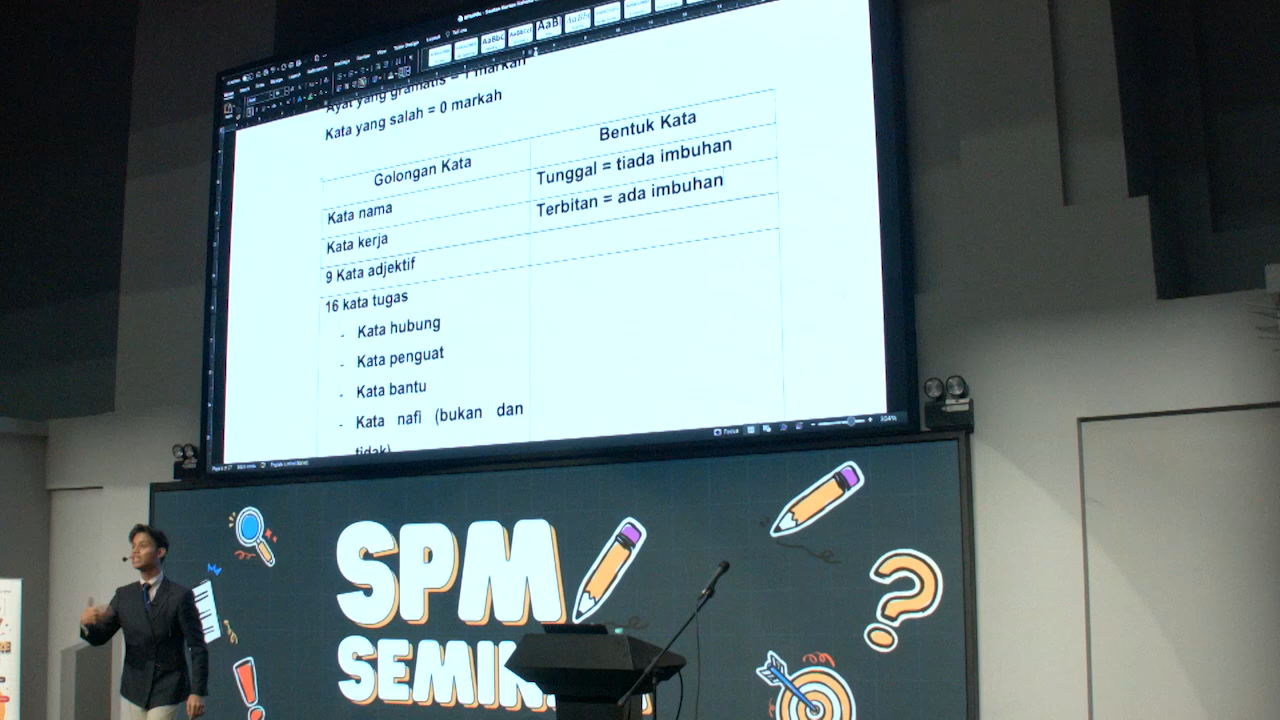 Ayat yang gramatis = 1 markah
Kata yang salah = 0 markah
Golongan Kata
Bentuk Kata
Kata nama
Tunggal = tiada imbuhan
Kata kerja
Terbitan = ada imbuhan
9 Kata adjektif
16 kata tugas
- Kata hubung
- Kata penguat
- Kata bantu
- Kata nafi (bukan dan
tidak)
Focus
SPM